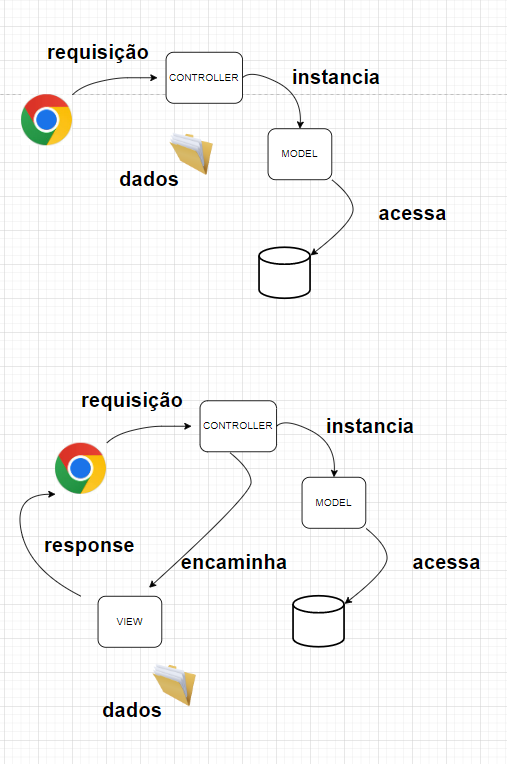 requisição
CONTROLLER
instancia
MODEL
dados
acessa
requisição
CONTROLLER
instancia
MODEL
response
encaminha
acessa
VIEW
dados